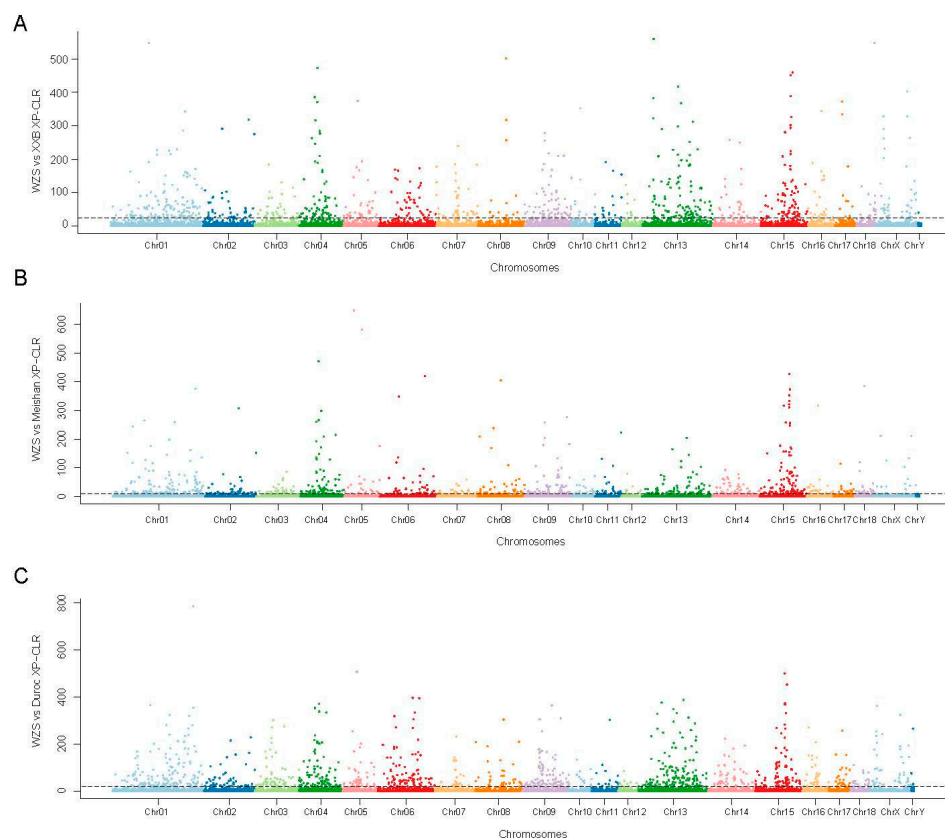 A
WZS vs XXB XP-CLR
500
400
300
200
100
0
Chr01 Chr02 Chr03 Chr04 Chr05 Chr06 Chr07 Chr08 Chr09 Chr10 Chr11 Chr12 Chr13 Chr14 Chr15 Chr16 Chr17 Chr18 ChrX ChrY
Chromosomes
B
WZS vs Meishan XP-CLR
600
500
400
300
200
100
0
Chr01 Chr02 Chr03 Chr04 Chr05 Chr06 Chr07 Chr08 Chr09 Chr10 Chr11 Chr12 Chr13 Chr14 Chr15 Chr16 Chr17 Chr18 ChrX ChrY
Chromosomes
C
WZS vs Duroc XP-CLR
800
600
400
200
0
Chr01 Chr02 Chr03 Chr04 Chr05 Chr06 Chr07 Chr08 Chr09 Chr10 Chr11 Chr12 Chr13 Chr14 Chr15 Chr16 Chr17 Chr18 ChrX ChrY
Chromosomes